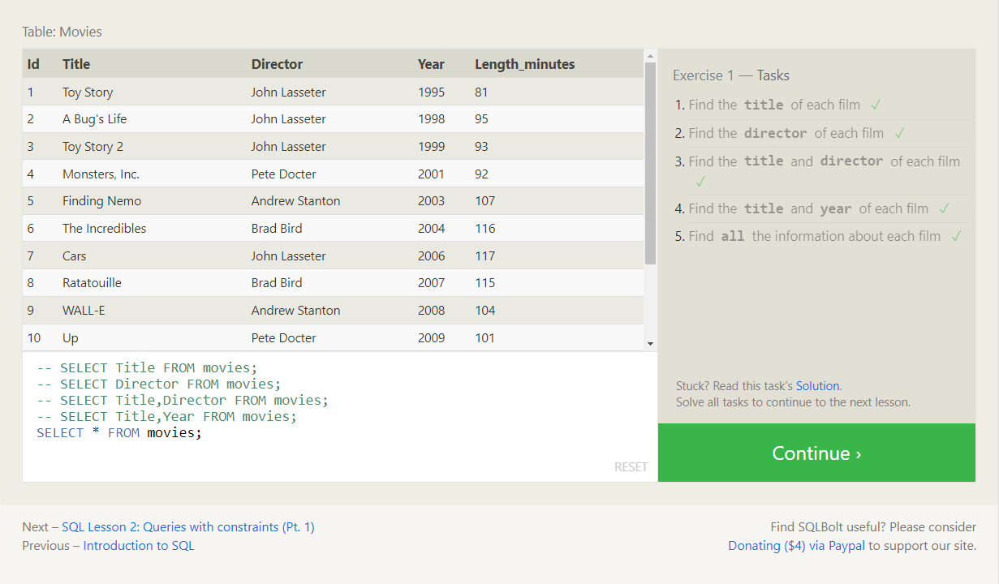 Table: Movies
Id Title Director Year Length_minutes
1 Toy Story John Lasseter 1995 81
2 A Bug's Life John Lasseter 1998 95
3 Toy Story 2 John Lasseter 1999 93
4 Monsters, Inc. Pete Docter 2001 92
5 Finding Nemo Andrew Stanton 2003 107
6 The Incredibles Brad Bird 2004 116
7 Cars John Lasseter 2006 117
8 Ratatouille Brad Bird 2007 115
9 WALL-E Andrew Stanton 2008 104
10 Up Pete Docter 2009 101
-- SELECT Title FROM movies;
-- SELECT Director FROM movies;
-- SELECT Title,Director FROM movies;
-- SELECT Title,Year FROM movies;
SELECT * FROM movies;
RESET
Exercise 1 — Tasks
1. Find the title of each film ✓
2. Find the director of each film ✓
3. Find the title and director of each film
✓
4. Find the title and year of each film ✓
5. Find all the information about each film ✓
Stuck? Read this task's Solution.
Solve all tasks to continue to the next lesson.
Continue ›
Next – SQL Lesson 2: Queries with constraints (Pt. 1)
Previous – Introduction to SQL
Find SQLBolt useful? Please consider
Donating ($4) via Paypal to support our site.